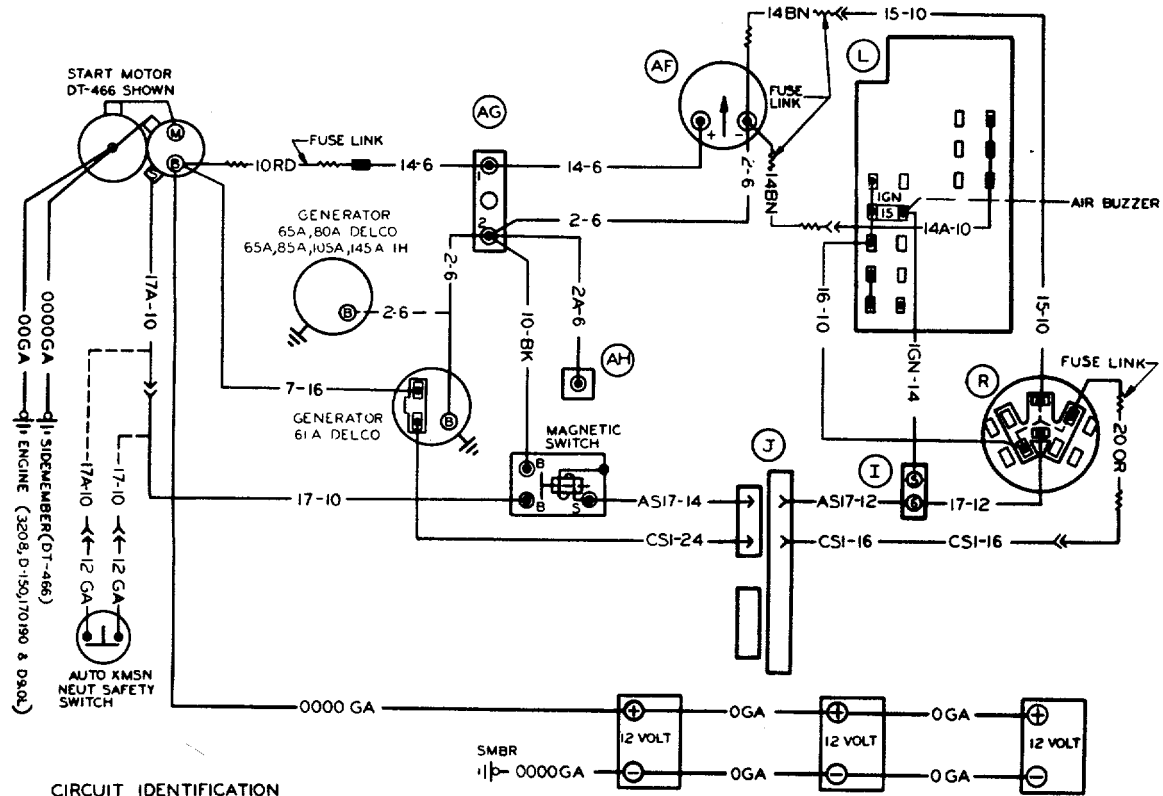 14BN
15-10
L
START MOTOR
DT-466 SHOWN
AF
FUSE
LINK
AG
M
B
S
FUSE LINK
10RD
14-6
1
14-6
+
-
2-6
14BN
IGN
15
AIR BUZZER
14A-10
GENERATOR
65A,80A DELCO
65A,85A,105A,145A IH
2
2-6
2-6
B
2-6
17A-10
10-BK
2A-6
16-10
15-10
IGN-14
00GA
0000GA
AH
R
FUSE LINK
7-16
GENERATOR
61A DELCO
B
MAGNETIC
SWITCH
J
I
20 OR
B
B
S
5
6
17A-10
17-10
17-10
AS17-14
AS17-12
17-12
CS1-24
CS1-16
CS1-16
ENGINE (3208, D-150,170190 & D9.0L)
SIDEMEMBER(DT-466)
12 GA
12 GA
AUTO XMSN
NEUT SAFETY
SWITCH
0000 GA
+
0GA
+
0GA
+
12 VOLT
12 VOLT
12 VOLT
SMBR
0000GA
-
0GA
-
0 GA
-
CIRCUIT IDENTIFICATION